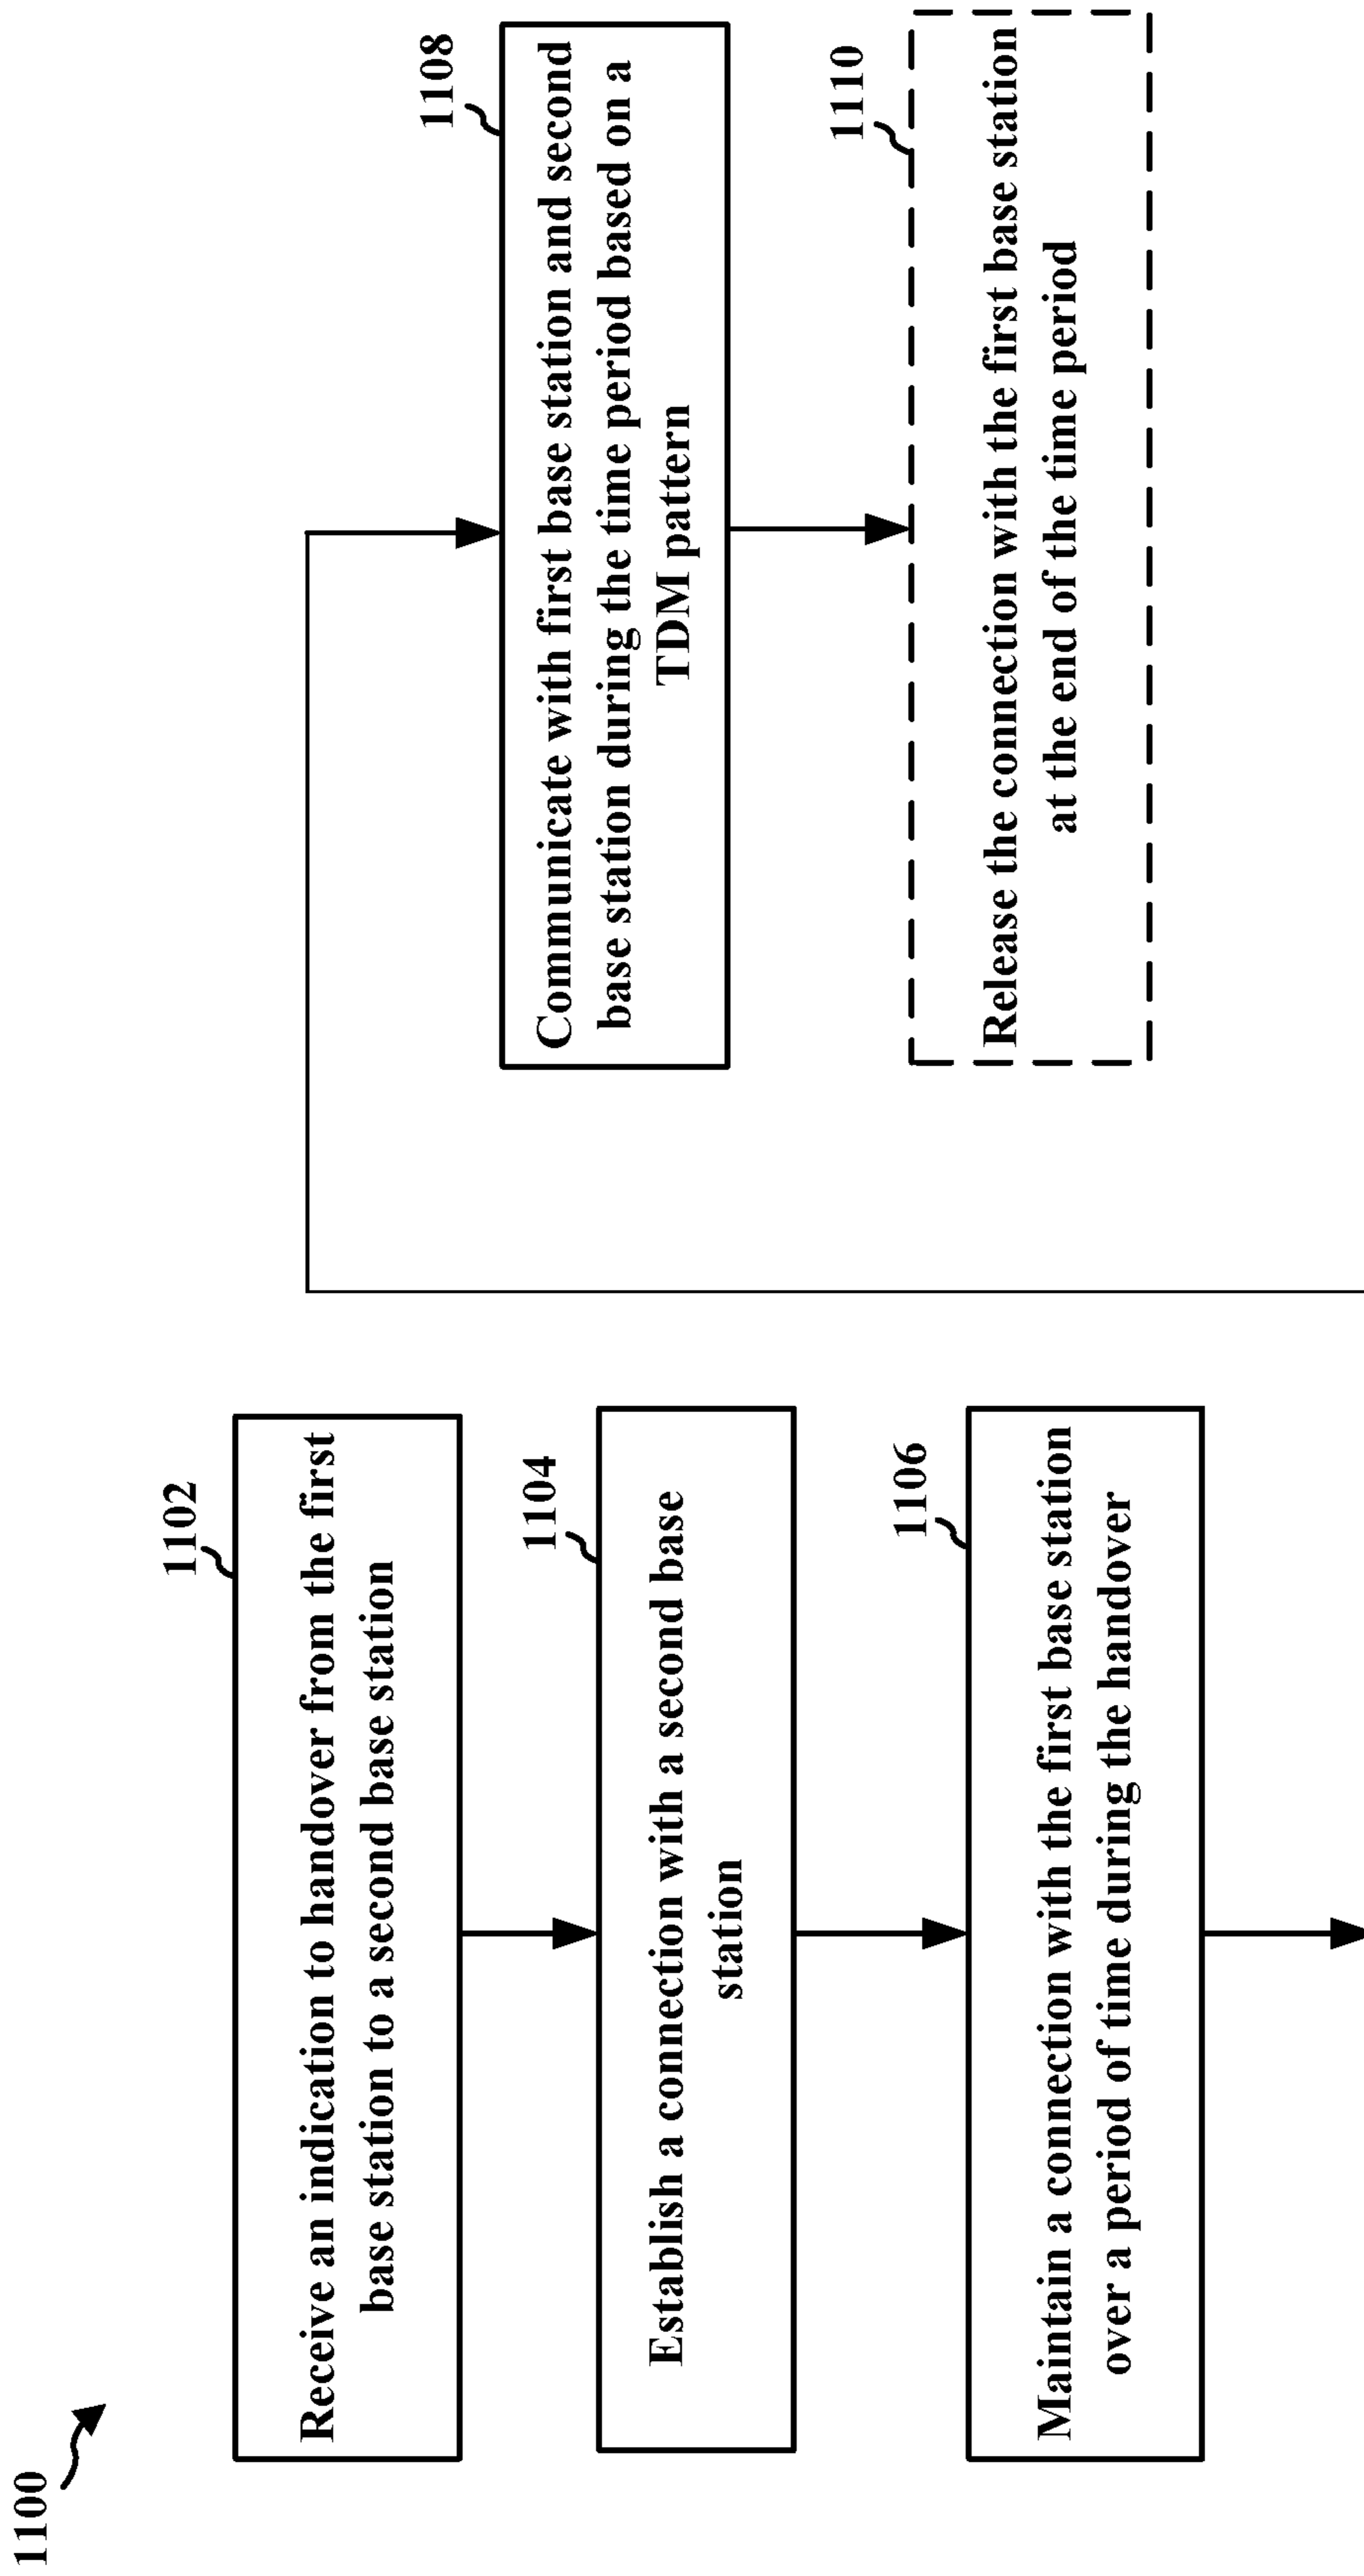 1100
1102
Receive an indication to handover from the first
base station to a second base station
1104
Establish a connection with a second base
station
1106
Maintain a connection with the first base station
over a period of time during the handover
1108
Communicate with first base station and second
base station during the time period based on a
TDM pattern
1110
Release the connection with the first base station
at the end of the time period